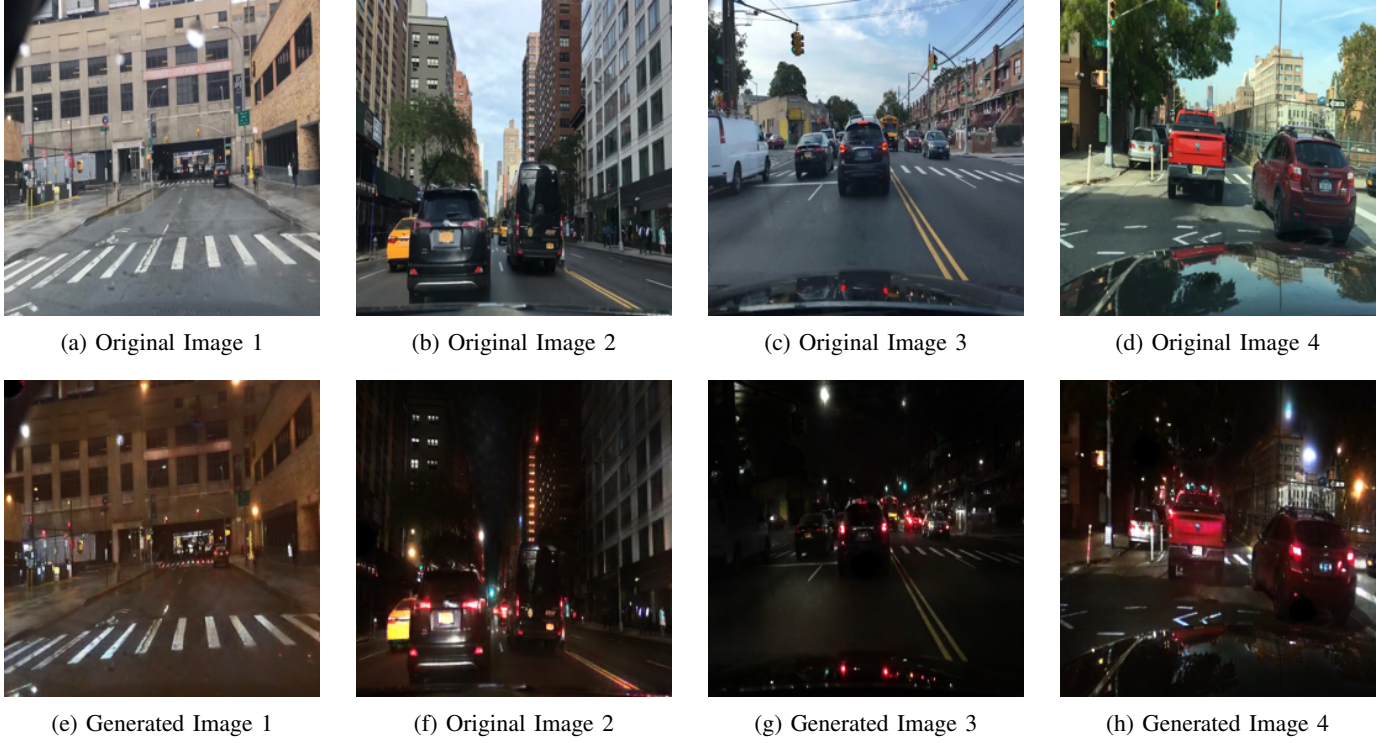 (a) Original Image 1
(b) Original Image 2
(c) Original Image 3
(d) Original Image 4
(e) Generated Image 1
(f) Original Image 2
(g) Generated Image 3
(h) Generated Image 4